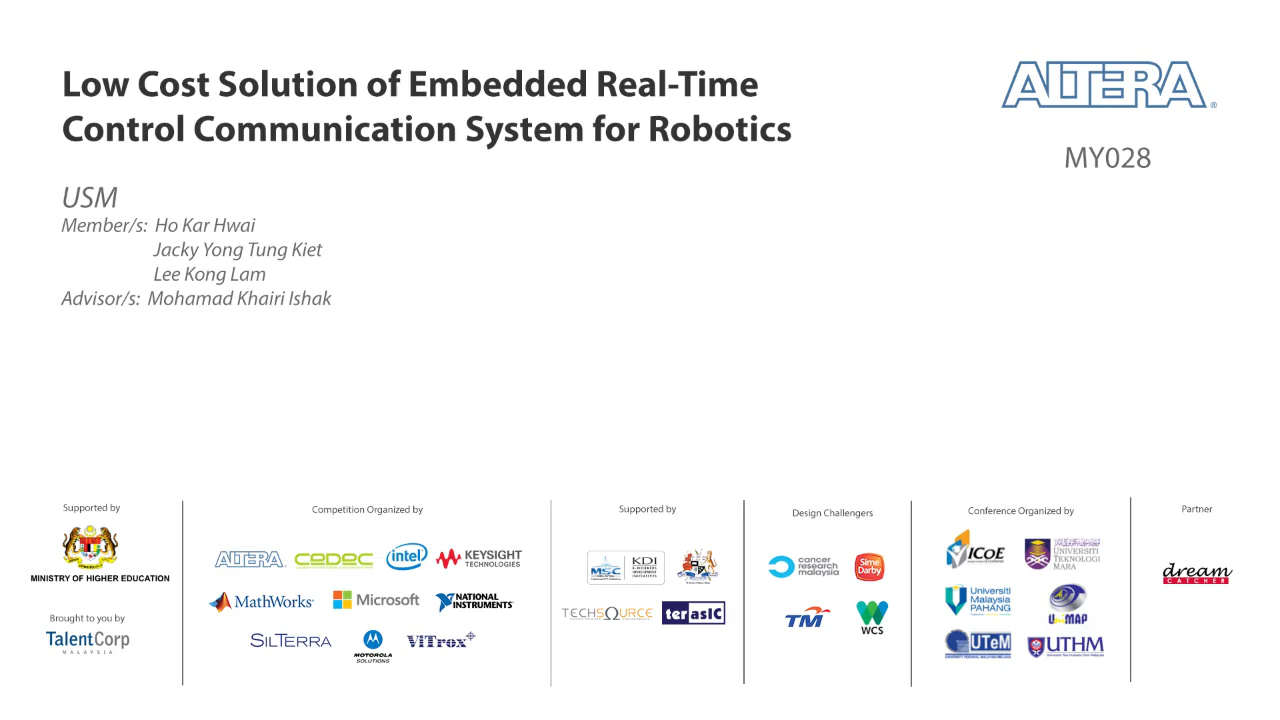 Low Cost Solution of Embedded Real-Time
Control Communication System for Robotics
ALTERA®
MY028
USM
Member/s: Ho Kar Hwai
Jacky Yong Tung Kiet
Lee Kong Lam
Advisor/s: Mohamad Khairi Ishak
Supported by
MINISTRY OF HIGHER EDUCATION
Brought to you by
TalentCorp
MALAYSIA
Competition Organized by
ALTERA
CEDEC
intel
KEYSIGHT
TECHNOLOGIES
MathWorks
Microsoft
NATIONAL
INSTRUMENTS
SILTERRA
MOTOROLA
SOLUTIONS
ViTrox
Supported by
MSC
KDI
TECHSOURCE
terasIC
Design Challengers
cancer
research
malaysia
Sime
Darby
TM
WCS
Conference Organized by
ICoE
UNIVERSITI
TEKNOLOGI
MARA
Universiti
Malaysia
PAHANG
UniMAP
UTeM
UTHM
Partner
dream
CATCHER